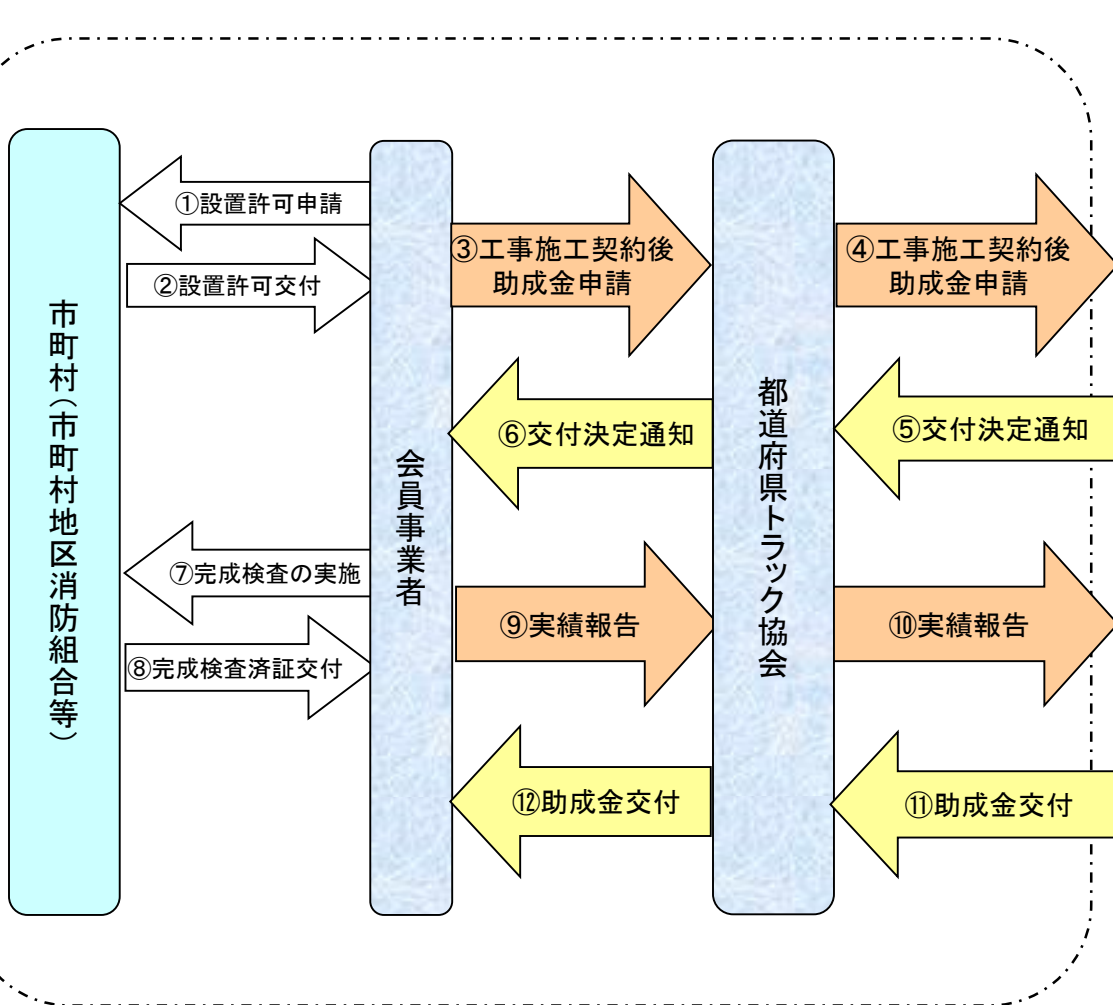 市町村（市町村地区消防組合等）
①設置許可申請
②設置許可交付
会員事業者
③工事施工契約後
助成金申請
都道府県トラック協会
④工事施工契約後
助成金申請
⑥交付決定通知
⑤交付決定通知
⑦完成検査の実施
⑧完成検査済証交付
⑨実績報告
⑩実績報告
⑫助成金交付
⑪助成金交付